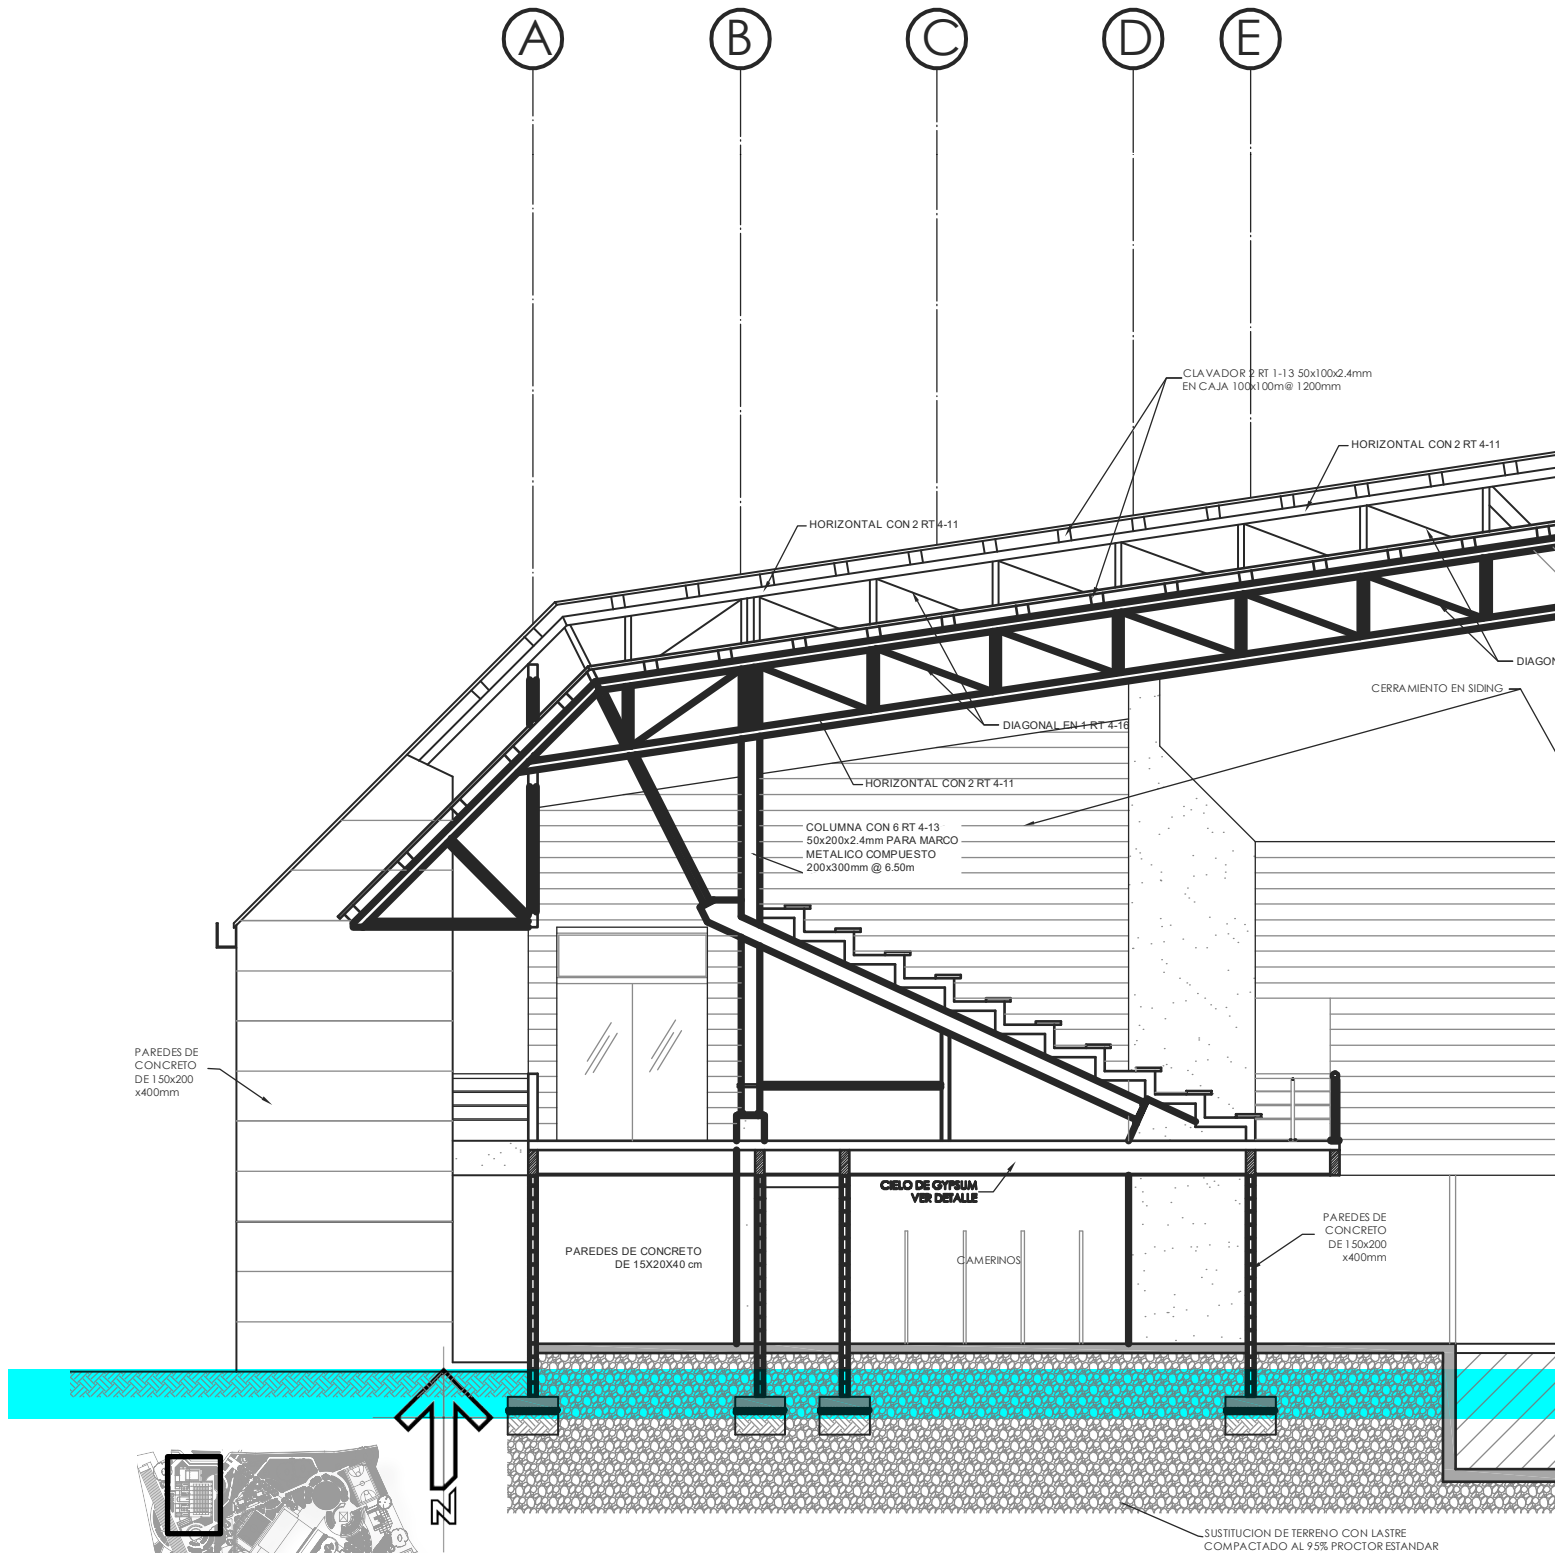 A B C D E
CLAVADOR 2 RT 1-13 50x100x2.4mm
EN CAJA 100x100m@ 1200mm
HORIZONTAL CON 2 RT 4-11
HORIZONTAL CON 2 RT 4-11
CERRAMIENTO EN SIDING
DIAGONAL EN 1 RT 4-16
HORIZONTAL CON 2 RT 4-11
COLUMNA CON 6 RT 4-13
50x200x2.4mm PARA MARCO
METALICO COMPUESTO
200x300mm @ 6.50m
PAREDES DE
CONCRETO
DE 150x200
x400mm
CIELO DE GYPSUM
VER DETALLE
PAREDES DE CONCRETO
DE 15X20X40 cm
CAMERINOS
PAREDES DE
CONCRETO
DE 150x200
x400mm
N
SUSTITUCION DE TERRENO CON LASTRE
COMPACTADO AL 95% PROCTOR ESTANDAR